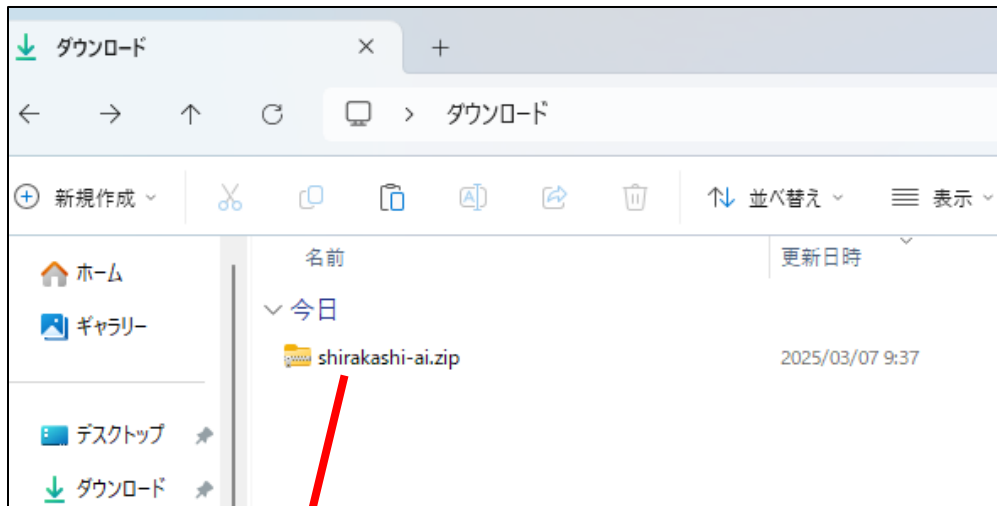 ダウンロード
ダウンロード
新規作成 並べ替え 表示
名前 更新日時
ホーム
今日
ギャラリー
shirakashi-ai.zip 2025/03/07 9:37
デスクトップ
ダウンロード